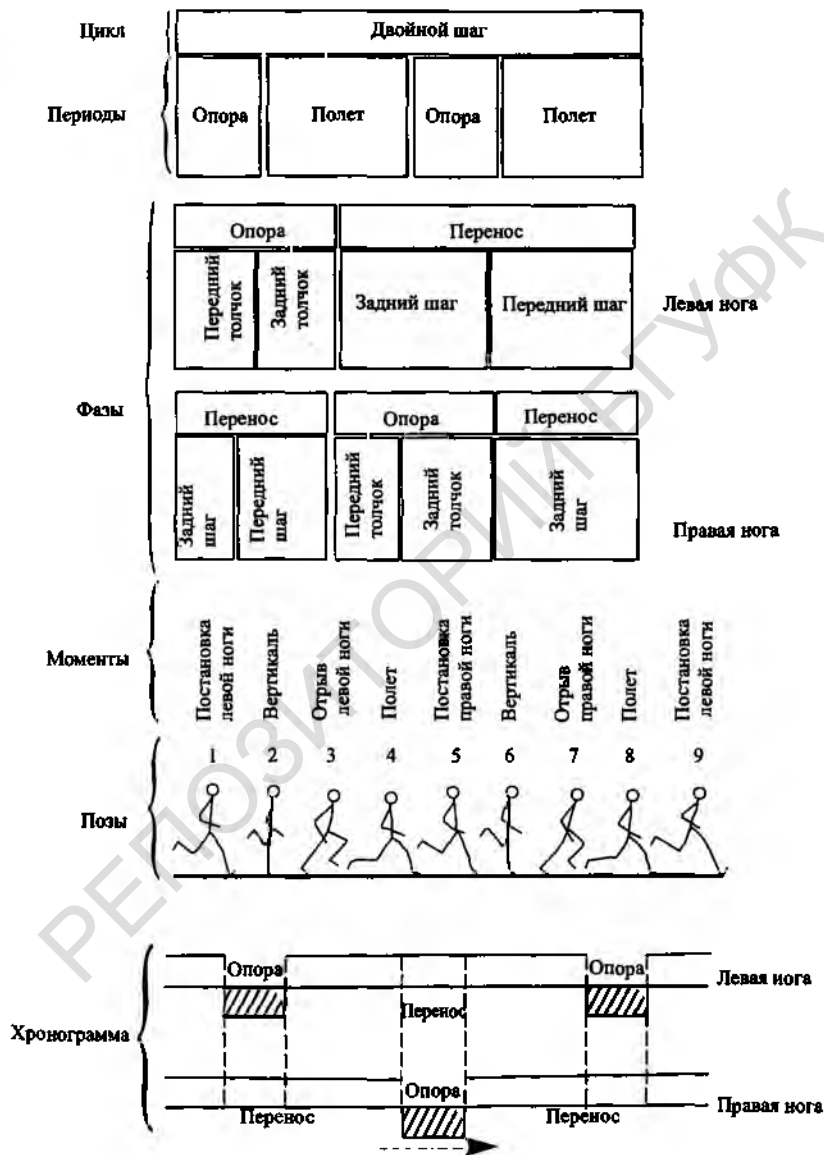 Цикл
Двойной шаг
Периоды
Опора
Полет
Опора
Полет
Фазы
Опора
Перенос
Передний
толчок
Задний
толчок
Задний шаг
Передний шаг
Левая нога
Перенос
Опора
Перенос
Задний
шаг
Передний
шаг
Передний
толчок
Задний
толчок
Задний
шаг
Правая нога
Моменты
Постановка
левой ноги
Вертикаль
Отрыв
левой ноги
Полет
Постановка
правой ноги
Вертикаль
Отрыв
правой ноги
Полет
Постановка
левой ноги
1 2 3 4 5 6 7 8 9
Позы
Хронограмма
Опора
Опора
Левая нога
Перенос
Опора
Правая нога
Перенос
Перенос
РЕПОЗИТОРИЙ БГУФК